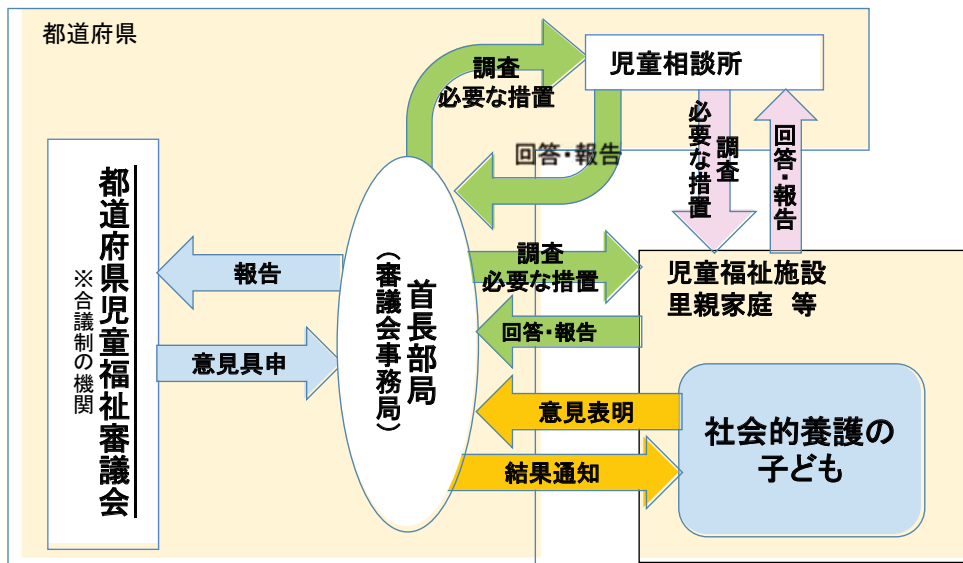 都道府県
児童相談所
調査
必要な措置
回答・報告
調査
必要な措置
回答・報告
都道府県児童福祉審議会
※合議制の機関
報告
意見具申
首長部局
（審議会事務局）
調査
必要な措置
回答・報告
意見表明
結果通知
児童福祉施設
里親家庭　等
社会的養護の
子ども